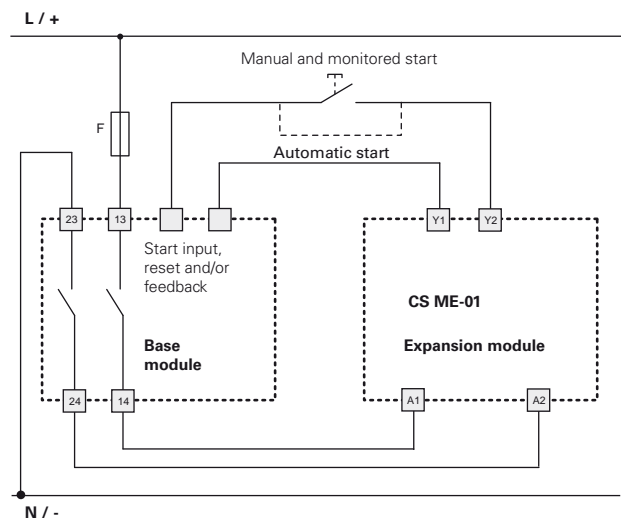 L / +
Manual and monitored start
F
Automatic start
23
13
Y1
Y2
Start input,
reset and/or
feedback
CS ME-01
Base
module
Expansion module
24
14
A1
A2
N / -